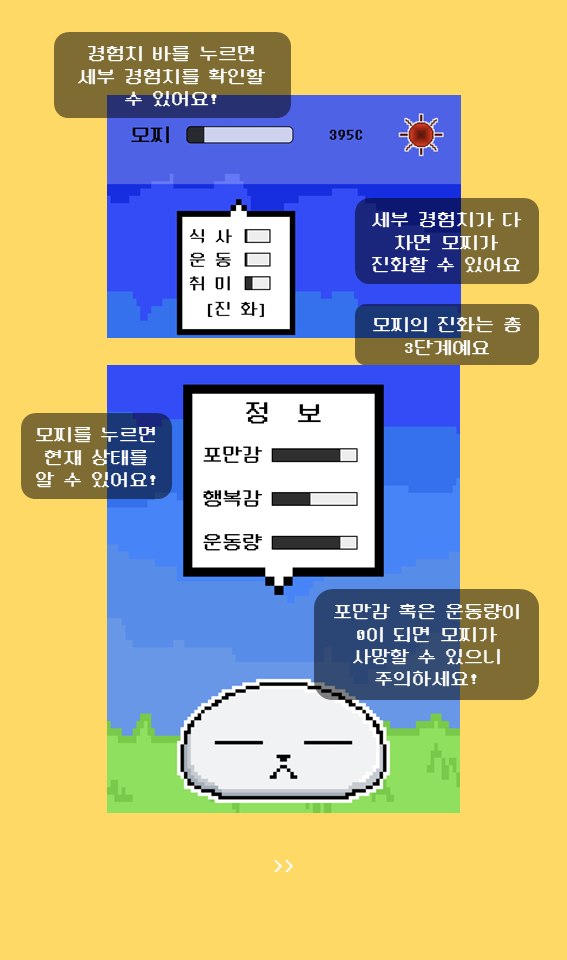 경험치 바를 누르면
세부 경험치를 확인할
수 있어요!
모찌
395C
식 사
운 동
취 미
[진 화]
세부 경험치가 다
차면 모찌가
진화할 수 있어요
모찌의 진화는 총
3단계예요
정 보
포만감
행복감
운동량
모찌를 누르면
현재 상태를
알 수 있어요!
포만감 혹은 운동량이
0이 되면 모찌가
사망할 수 있으니
주의하세요!
>>